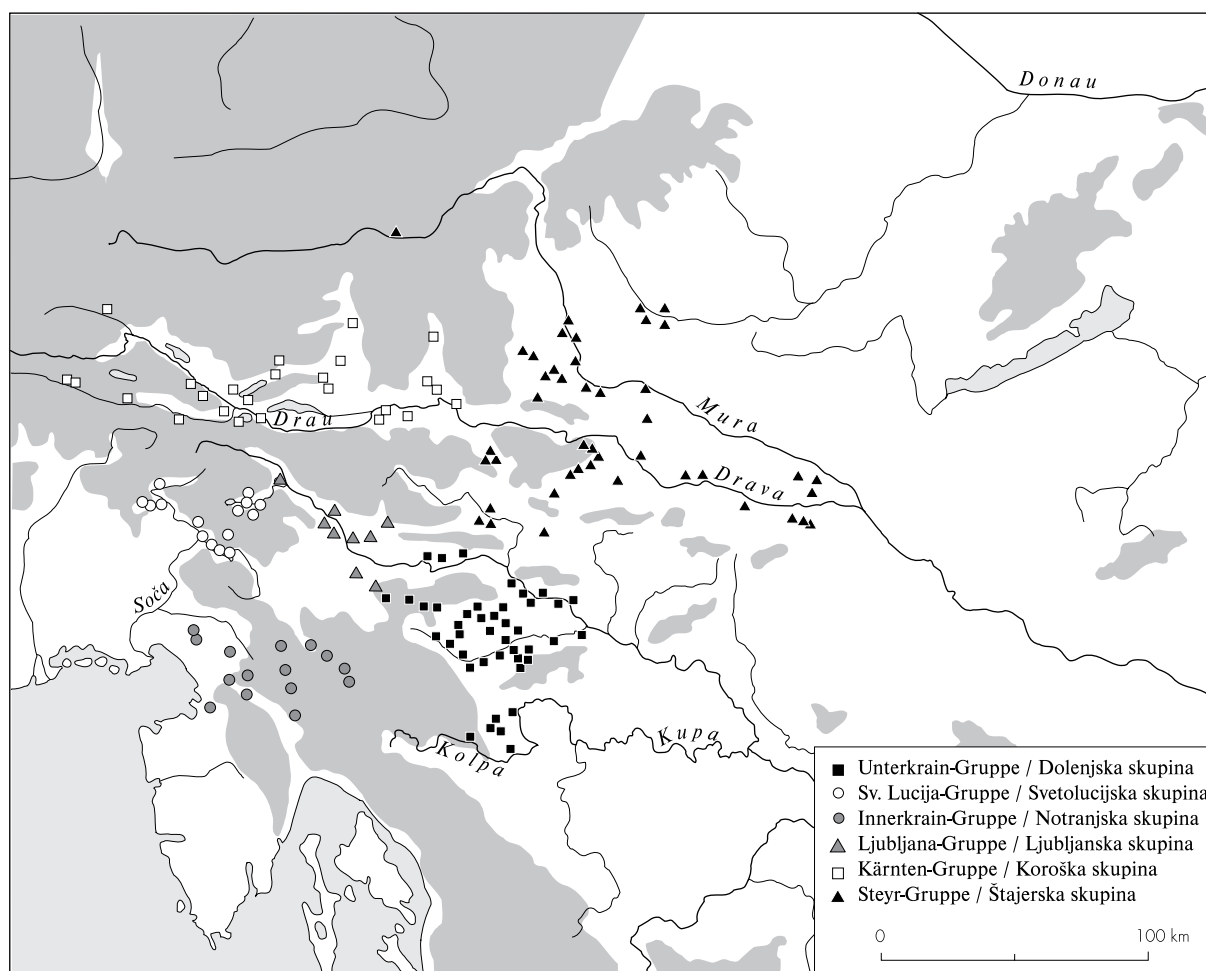 Donau
Mura
Drau
Drava
Soča
Kupa
Kolpa
Unterkrain-Gruppe / Dolenjska skupina
Sv. Lucija-Gruppe / Svetolucijska skupina
Innerkrain-Gruppe / Notranjska skupina
Ljubljana-Gruppe / Ljubljanska skupina
Kärnten-Gruppe / Koroška skupina
Steyr-Gruppe / Štajerska skupina
0 100 km